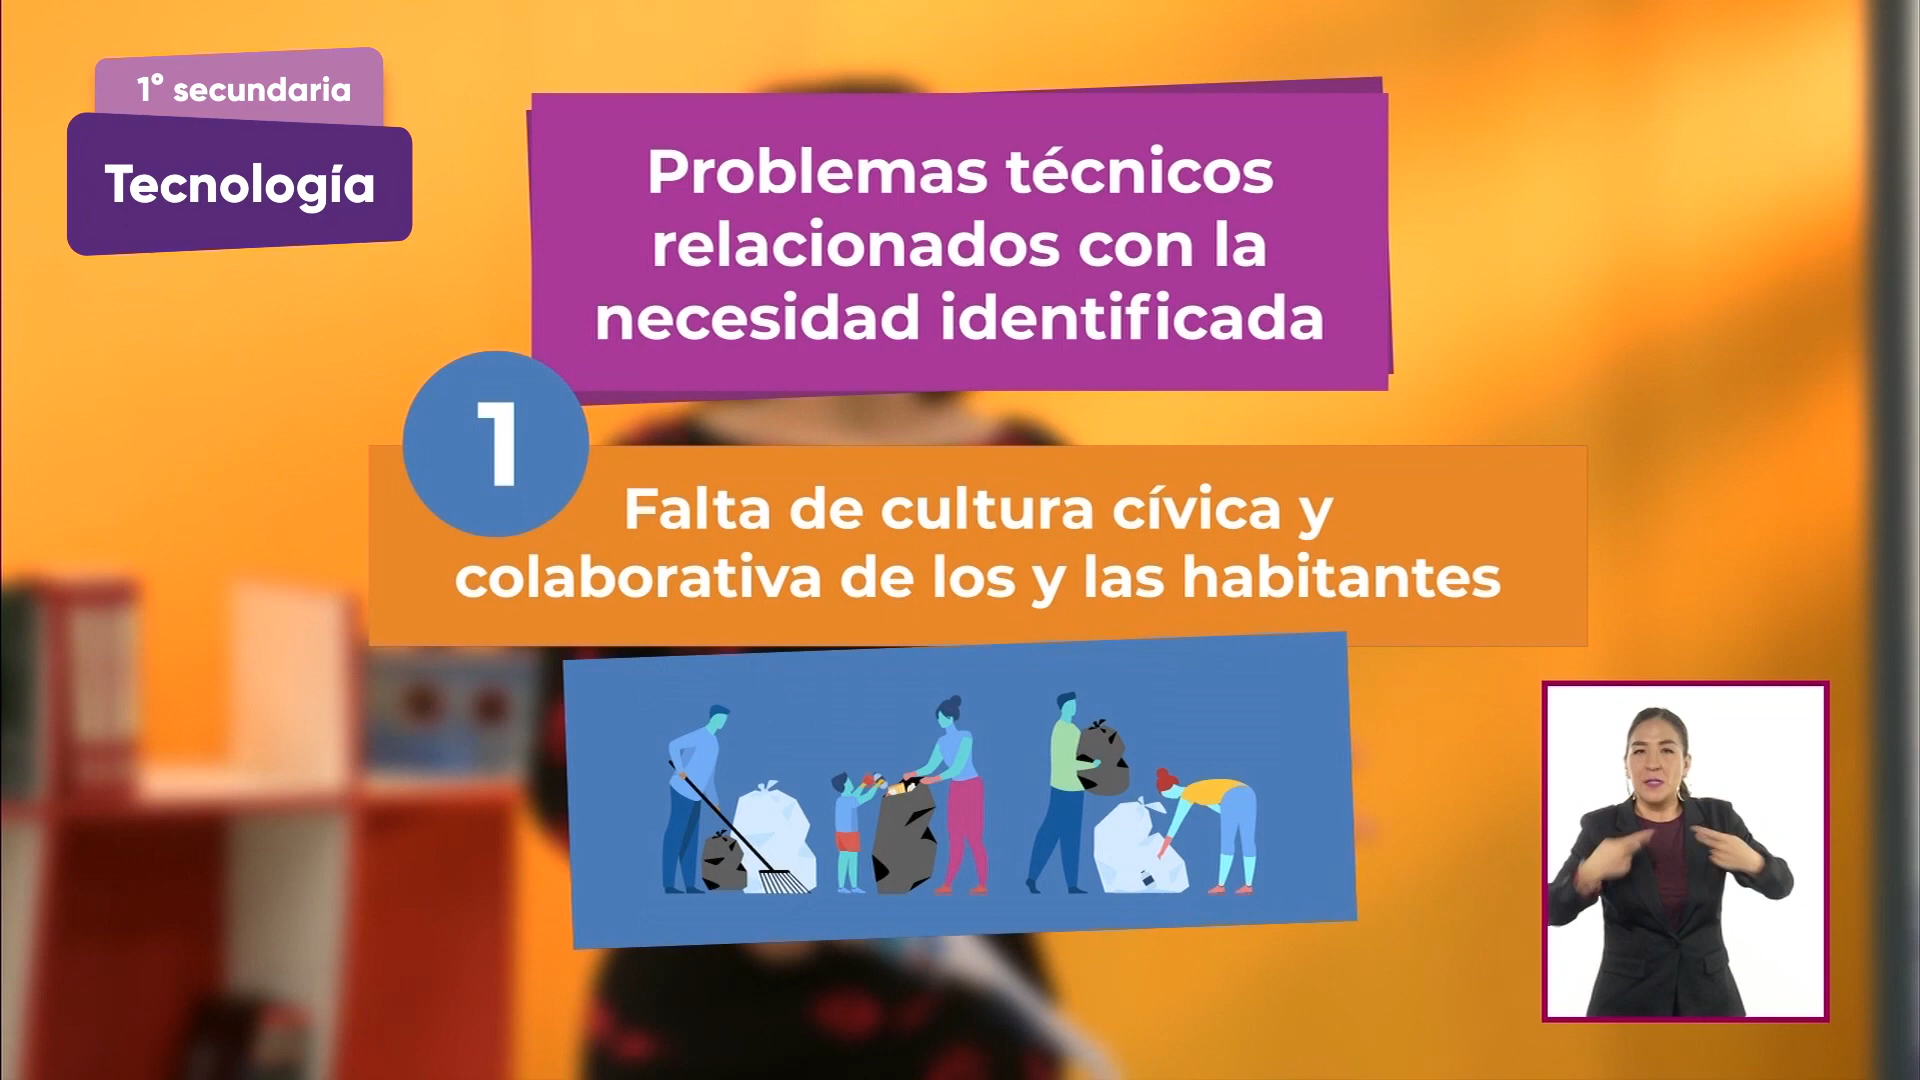 1° secundaria
Tecnología
Problemas técnicos
relacionados con la
necesidad identificada
1
Falta de cultura cívica y
colaborativa de los y las habitantes